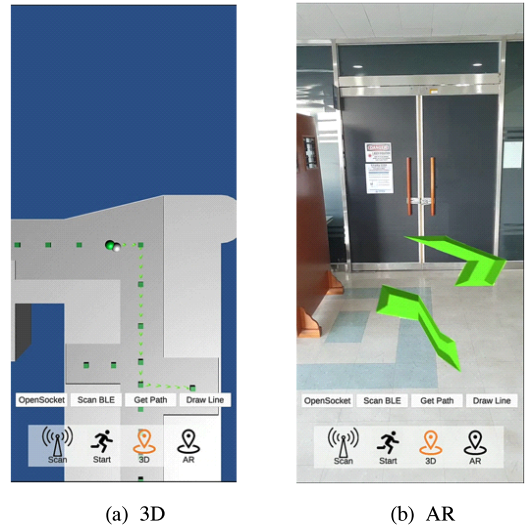 DANGER
OpenSocket Scan BLE Get Path Draw Line
Scan Start 3D AR
OpenSocket Scan BLE Get Path Draw Line
Scan Start 3D AR
(a) 3D
(b) AR